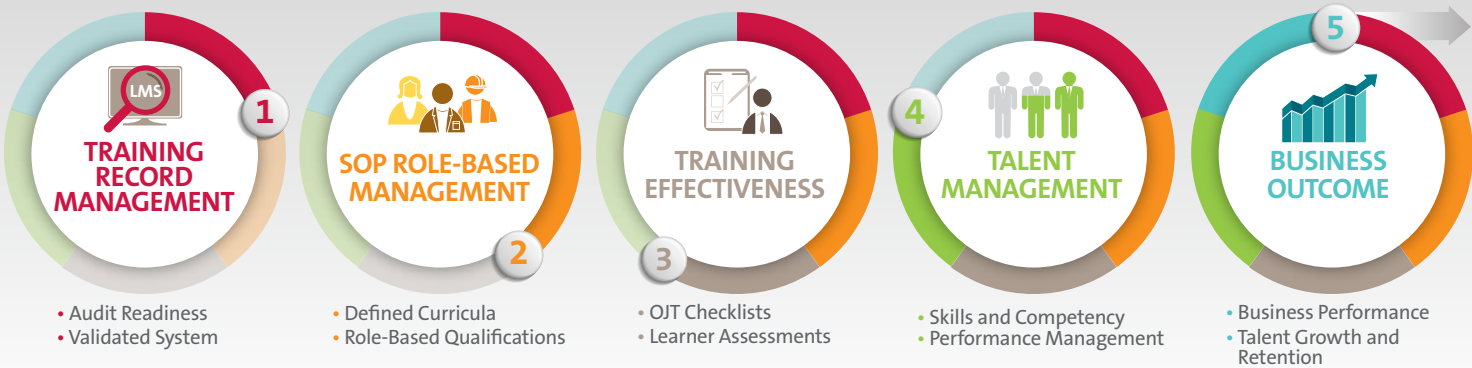 LMS
1
TRAINING
RECORD
MANAGEMENT
• Audit Readiness
• Validated System
SOP ROLE-BASED
MANAGEMENT
2
• Defined Curricula
• Role-Based Qualifications
TRAINING
EFFECTIVENESS
3
• OJT Checklists
• Learner Assessments
4
TALENT
MANAGEMENT
• Skills and Competency
• Performance Management
5
BUSINESS
OUTCOME
• Business Performance
• Talent Growth and
Retention